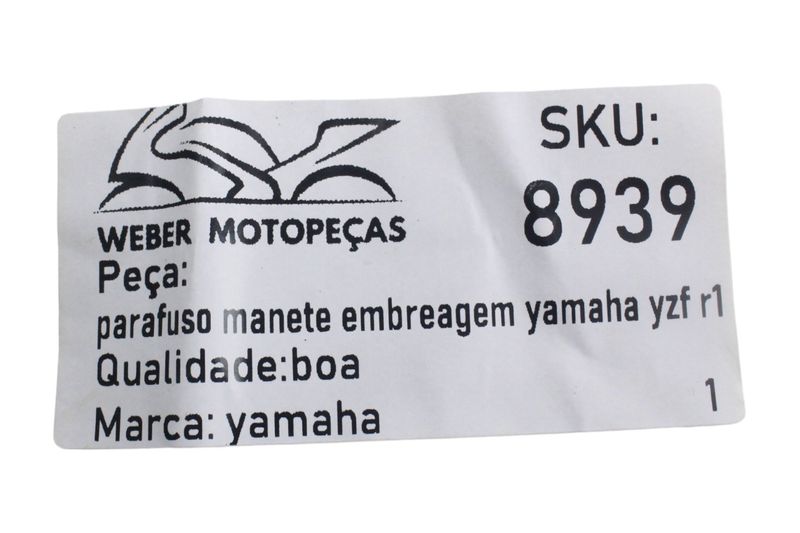 WEBER MOTOPEÇAS
SKU:
8939
Peça:
parafuso manete embreagem yamaha yzf r1
Qualidade:boa
Marca: yamaha
1